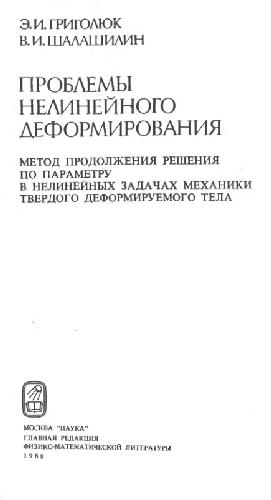 Э.И. ГРИГОЛЮК
В.И. ШАЛАШИЛИН
ПРОБЛЕМЫ
НЕЛИНЕЙНОГО
ДЕФОРМИРОВАНИЯ
МЕТОД ПРОДОЛЖЕНИЯ РЕШЕНИЯ
ПО ПАРАМЕТРУ
В НЕЛИНЕЙНЫХ ЗАДАЧАХ МЕХАНИКИ
ТВЕРДОГО ДЕФОРМИРУЕМОГО ТЕЛА
МОСКВА "НАУКА"
ГЛАВНАЯ РЕДАКЦИЯ
ФИЗИКО-МАТЕМАТИЧЕСКОЙ ЛИТЕРАТУРЫ